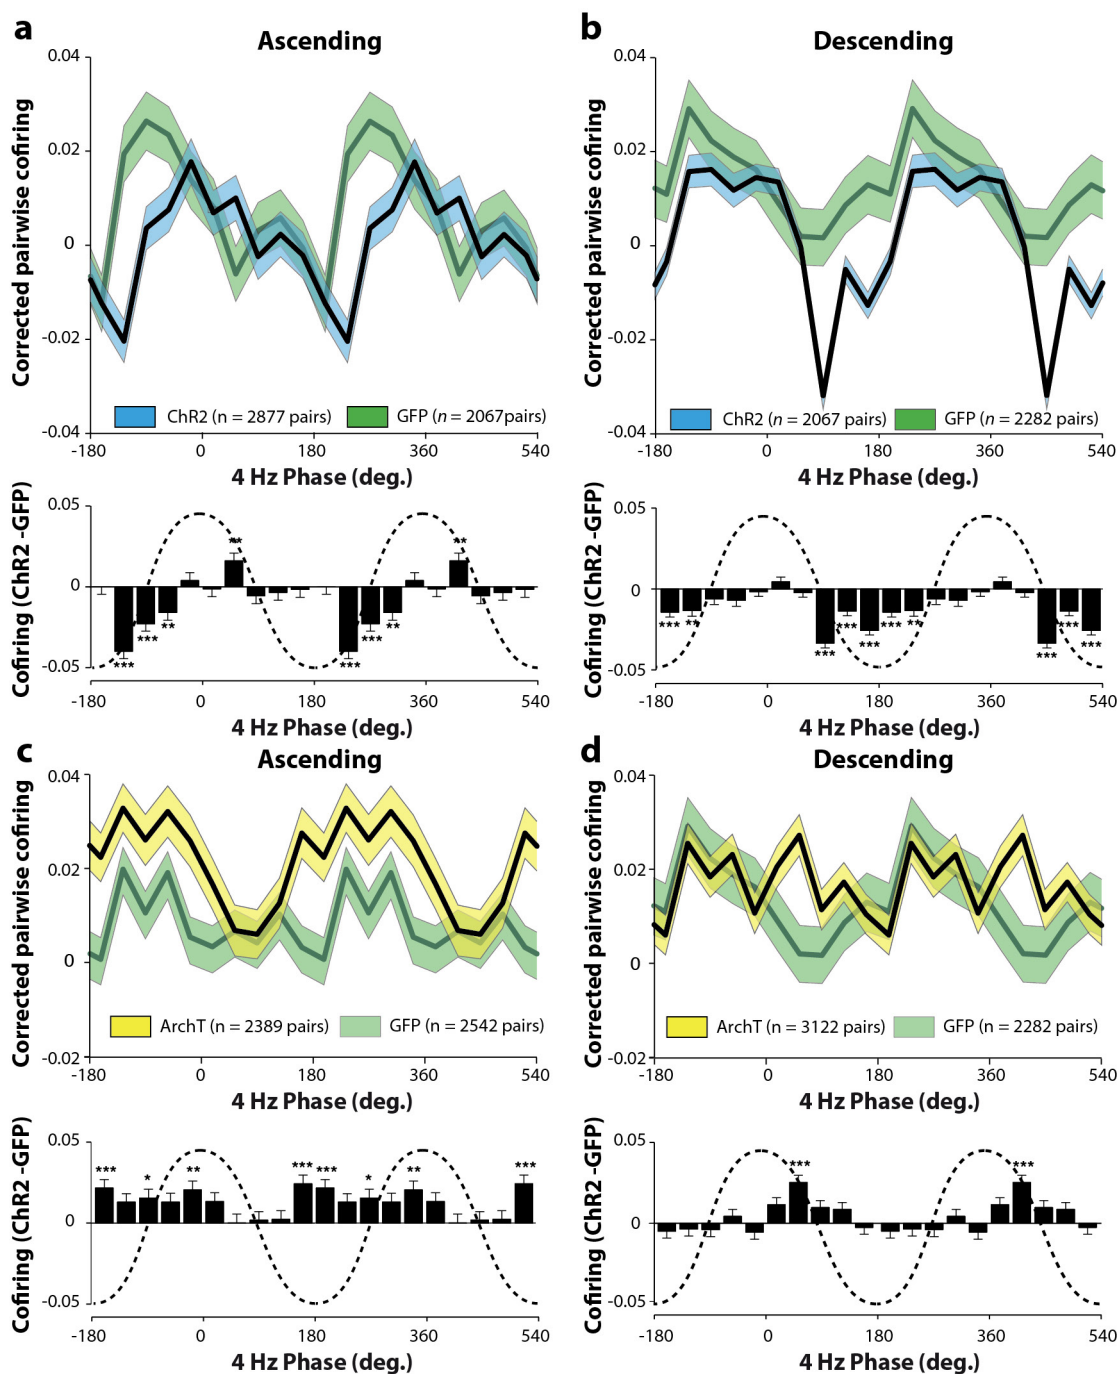 a
Ascending
Corrected pairwise cofiring
0.04
0.02
0
-0.02
-0.04
ChR2 (n = 2877 pairs)
GFP (n = 2067pairs)
-180 0 180 360 540
4 Hz Phase (deg.)
Cofiring (ChR2 -GFP)
0.05
0
-0.05
*** *** ** ** *** *** ** **
-180 0 180 360 540
4 Hz Phase (deg.)
b
Descending
Corrected pairwise cofiring
0.04
0.02
0
-0.02
-0.04
ChR2 (n = 2067 pairs)
GFP (n = 2282 pairs)
-180 0 180 360 540
4 Hz Phase (deg.)
Cofiring (ChR2 -GFP)
0.05
0
-0.05
*** ** *** *** *** *** ** *** *** ***
-180 0 180 360 540
4 Hz Phase (deg.)
c
Ascending
Corrected pairwise cofiring
0.04
0.02
0
-0.02
ArchT (n = 2389 pairs)
GFP (n = 2542 pairs)
-180 0 180 360 540
4 Hz Phase (deg.)
Cofiring (ChR2 -GFP)
0.05
0
-0.05
*** * ** *** *** * ** ***
-180 0 180 360 540
4 Hz Phase (deg.)
d
Descending
Corrected pairwise cofiring
0.04
0.02
0
-0.02
ArchT (n = 3122 pairs)
GFP (n = 2282 pairs)
-180 0 180 360 540
4 Hz Phase (deg.)
Cofiring (ChR2 -GFP)
0.05
0
-0.05
*** ***
-180 0 180 360 540
4 Hz Phase (deg.)